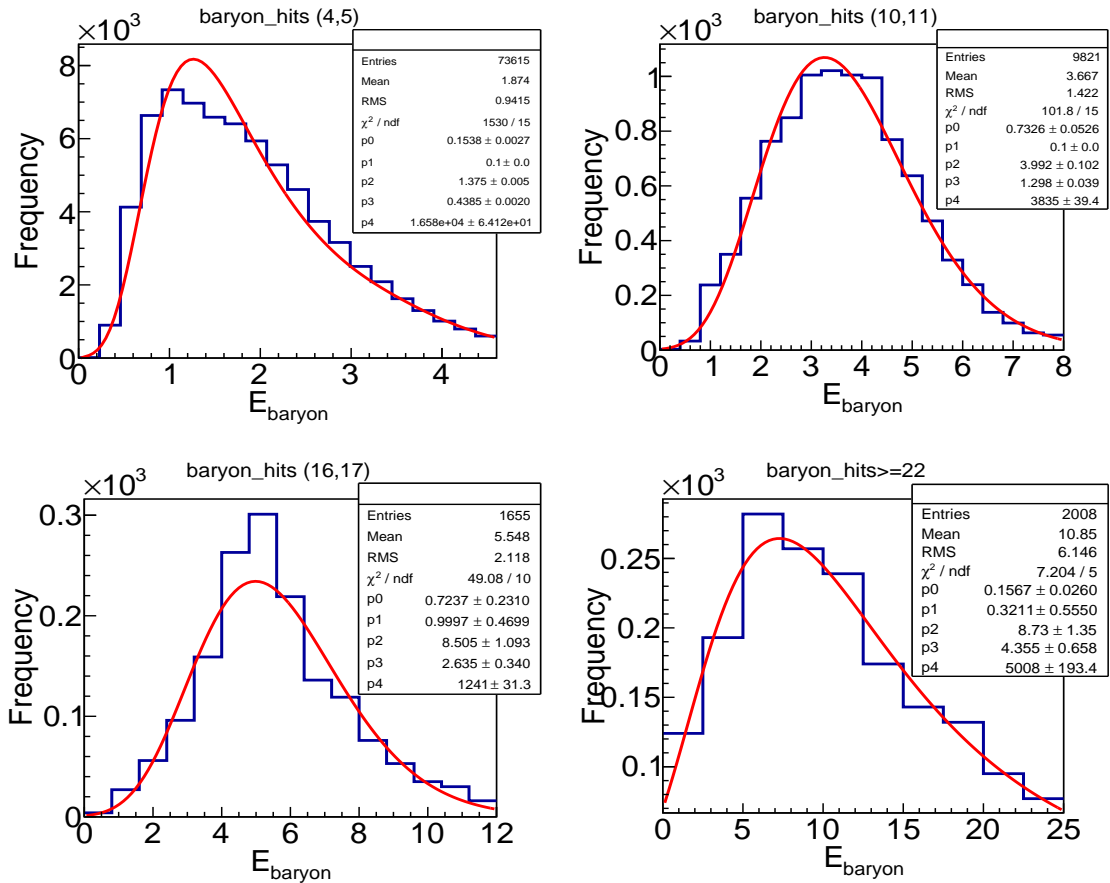 baryon_hits (4,5)
×10³
Entries 73615
Mean 1.874
RMS 0.9415
χ² / ndf 1530 / 15
p0 0.1538 ± 0.0027
p1 0.1 ± 0.0
p2 1.375 ± 0.005
p3 0.4385 ± 0.0020
p4 1.658e+04 ± 6.412e+01
8
6
4
2
0
Frequency
0 1 2 3 4
E_baryon
baryon_hits (10,11)
×10³
Entries 9821
Mean 3.667
RMS 1.422
χ² / ndf 101.8 / 15
p0 0.7326 ± 0.0526
p1 0.1 ± 0.0
p2 3.992 ± 0.102
p3 1.298 ± 0.039
p4 3835 ± 39.4
1.0
0.8
0.6
0.4
0.2
0
Frequency
0 1 2 3 4 5 6 7 8
E_baryon
baryon_hits (16,17)
×10³
Entries 1655
Mean 5.548
RMS 2.118
χ² / ndf 49.08 / 10
p0 0.7237 ± 0.2310
p1 0.9997 ± 0.4699
p2 8.505 ± 1.093
p3 2.635 ± 0.340
p4 1241 ± 31.3
0.3
0.2
0.1
0
Frequency
0 2 4 6 8 10 12
E_baryon
baryon_hits>=22
×10³
Entries 2008
Mean 10.85
RMS 6.146
χ² / ndf 7.204 / 5
p0 0.1567 ± 0.0260
p1 0.3211 ± 0.5550
p2 8.73 ± 1.35
p3 4.355 ± 0.658
p4 5008 ± 193.4
0.25
0.2
0.15
0.1
Frequency
0 5 10 15 20 25
E_baryon